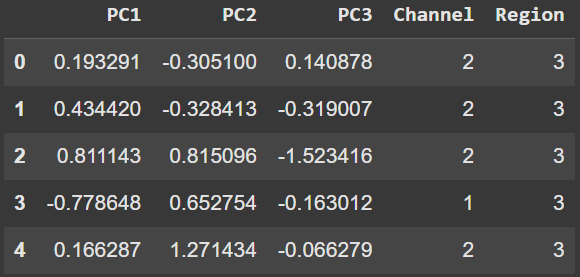 PC1 PC2 PC3 Channel Region
0 0.193291 -0.305100 0.140878 2 3
1 0.434420 -0.328413 -0.319007 2 3
2 0.811143 0.815096 -1.523416 2 3
3 -0.778648 0.652754 -0.163012 1 3
4 0.166287 1.271434 -0.066279 2 3